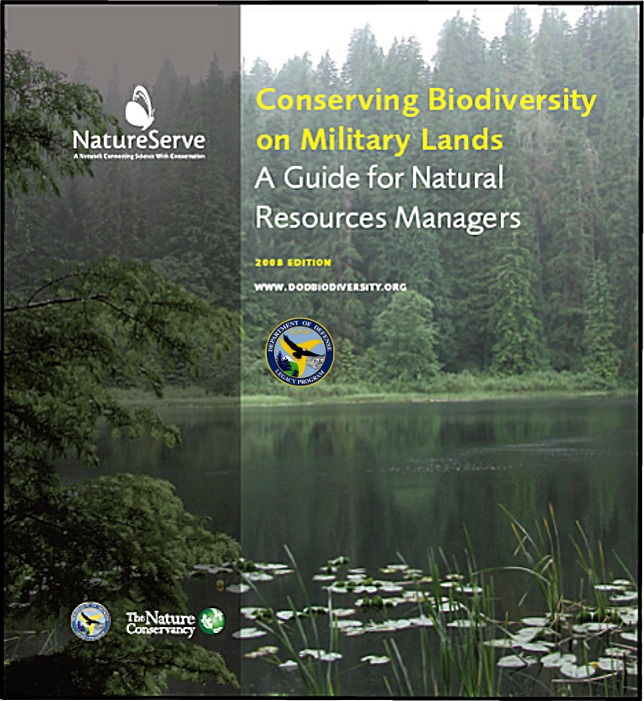 NatureServe
A Network Connecting Science With Conservation
Conserving Biodiversity
on Military Lands
A Guide for Natural
Resources Managers
2008 EDITION
WWW.DODBIODIVERSITY.ORG
DEPARTMENT OF DEFENSE
LEGACY PROGRAM
The Nature
Conservancy